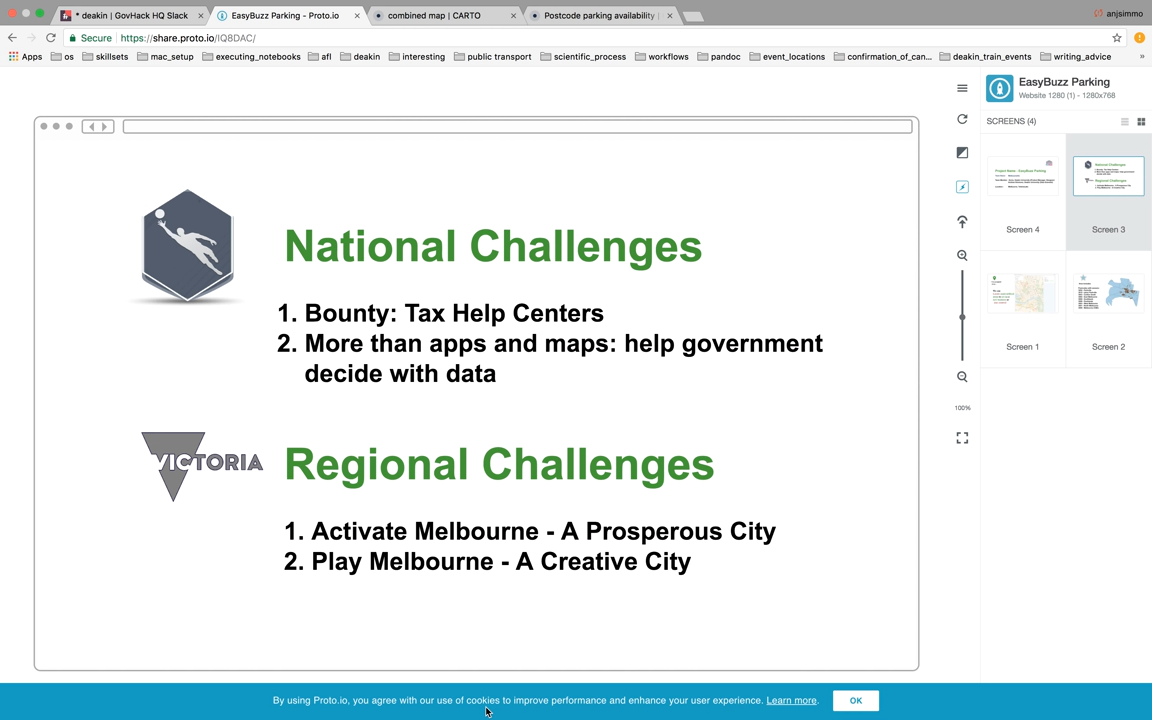 * deakin | GovHack HQ Slack
EasyBuzz Parking - Proto.io
combined map | CARTO
Postcode parking availability |
anjsimmo
Secure https://share.proto.io/IQ8DAC/
Apps os skillsets mac_setup executing_notebooks afl deakin interesting public transport scientific_process workflows pandoc event_locations confirmation_of_can... deakin_train_events writing_advice »
EasyBuzz Parking
Website 1280 (1) - 1280x768
SCREENS (4)
National Challenges
1. Bounty: Tax Help Centers
2. More than apps and maps: help government
decide with data
VICTORIA
Regional Challenges
1. Activate Melbourne - A Prosperous City
2. Play Melbourne - A Creative City
100%
Screen 4
Screen 3
Screen 1
Screen 2
By using Proto.io, you agree with our use of cookies to improve performance and enhance your user experience. Learn more.
OK